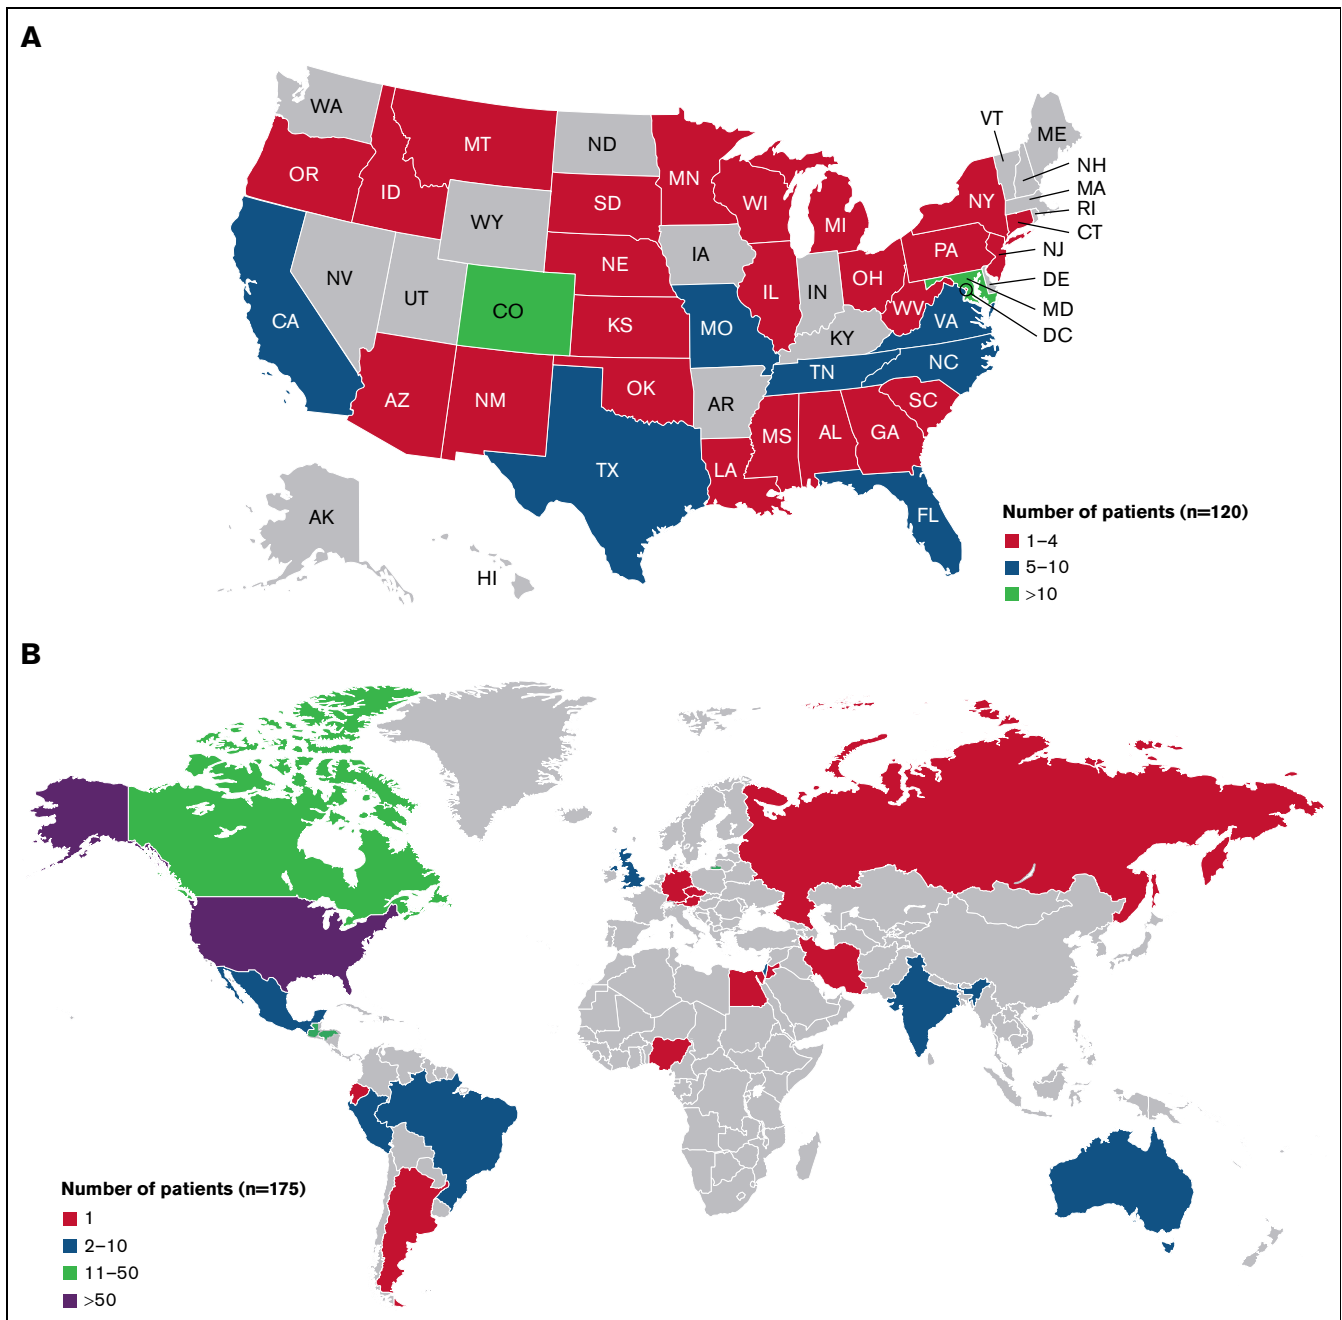 A
WA
MT
ND
MN
VT
ME
OR
ID
SD
WI
MI
NY
NH
MA
RI
CT
WY
NE
IA
PA
NJ
NV
UT
CO
IL
IN
OH
DE
CA
KS
MO
KY
WV
VA
MD
DC
AZ
NM
OK
AR
TN
NC
SC
TX
LA
MS
AL
GA
AK
HI
FL
Number of patients (n=120)
1–4
5–10
>10
B
Number of patients (n=175)
1
2–10
11–50
>50